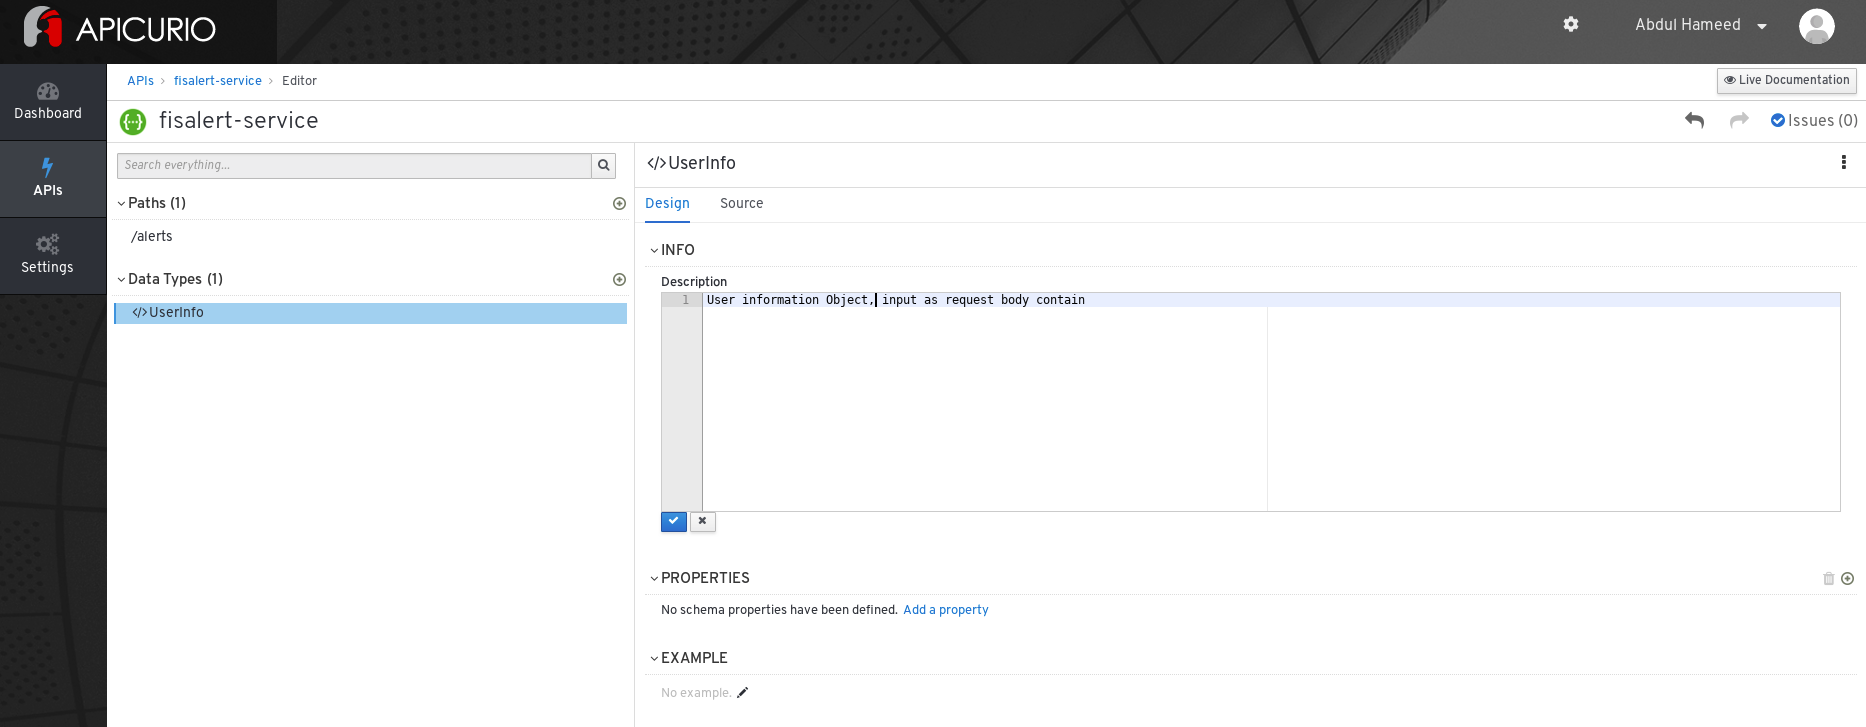 APICURIO
Abdul Hameed
Dashboard
APIs
Settings
APIs › fisalert-service › Editor
Live Documentation
fisalert-service
Issues (0)
Search everything...
Paths (1)
/alerts
Data Types (1)
</>UserInfo
</>UserInfo
Design Source
INFO
Description
1 User information Object, input as request body contain
PROPERTIES
No schema properties have been defined. Add a property
EXAMPLE
No example.